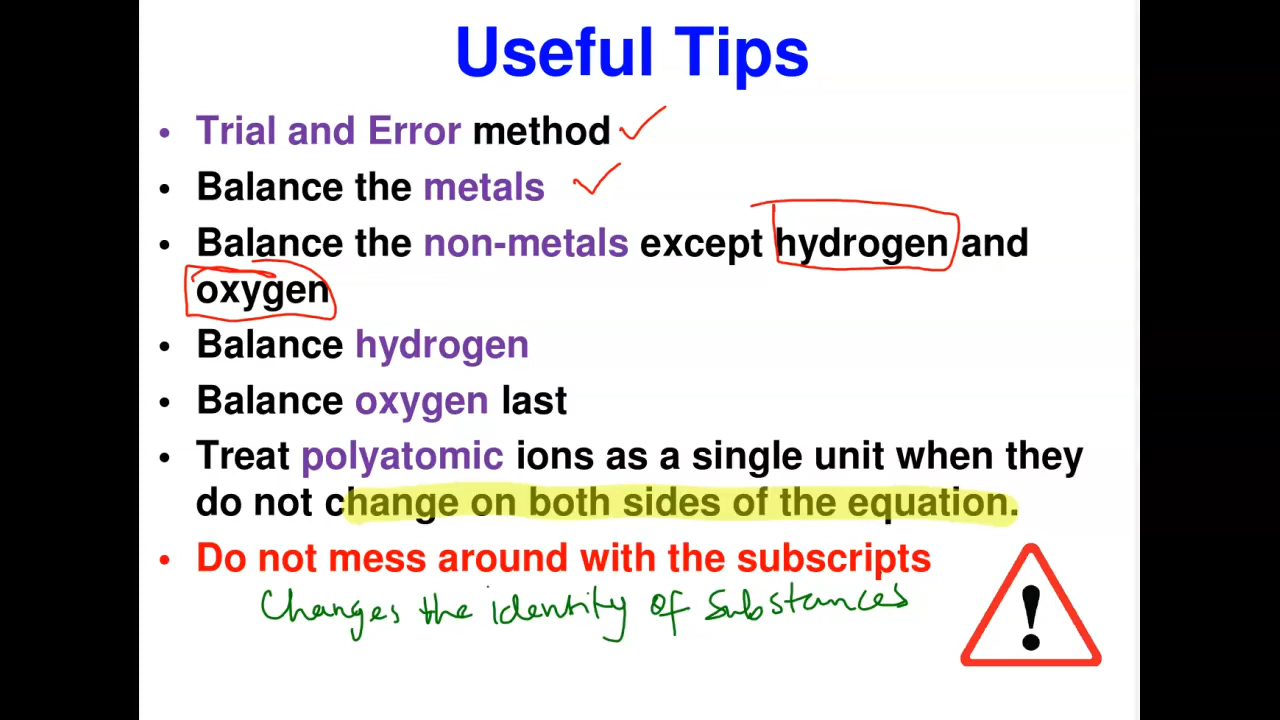 Useful Tips
• Trial and Error method
• Balance the metals
• Balance the non-metals except hydrogen and
oxygen
• Balance hydrogen
• Balance oxygen last
• Treat polyatomic ions as a single unit when they
do not change on both sides of the equation.
• Do not mess around with the subscripts
Changes the identity of Substances
!